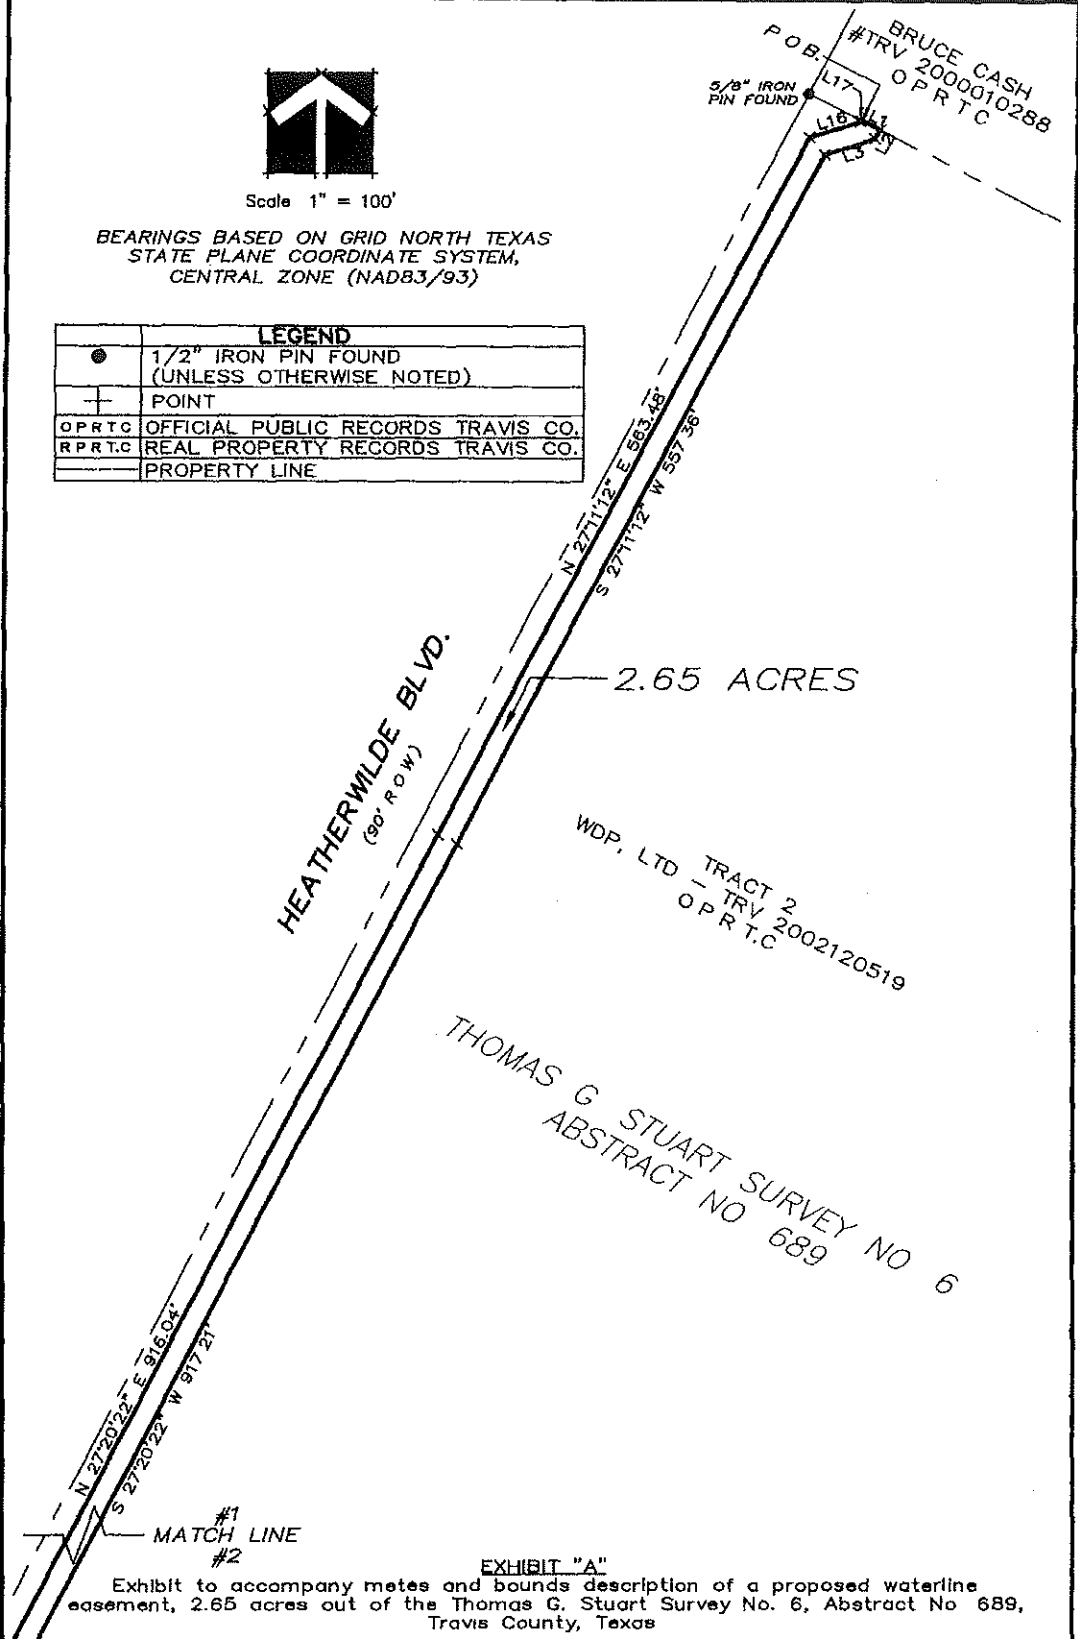 P O B.
BRUCE CASH
#TRV 2000010288
O P R T C
5/8" IRON
PIN FOUND
L17
L1
L16
L2
L3
Scale 1" = 100'
BEARINGS BASED ON GRID NORTH TEXAS
STATE PLANE COORDINATE SYSTEM,
CENTRAL ZONE (NAD83/93)
LEGEND
1/2" IRON PIN FOUND
(UNLESS OTHERWISE NOTED)
POINT
O P R T C OFFICIAL PUBLIC RECORDS TRAVIS CO.
R P R T.C REAL PROPERTY RECORDS TRAVIS CO.
PROPERTY LINE
N 27°11'12" E 563.48'
S 27°11'12" W 557 36'
2.65 ACRES
HEATHERWILDE BLVD.
(90' R O W)
TRACT 2
WDP, LTD – TRV 2002120519
O P R T.C
THOMAS G STUART SURVEY NO 6
ABSTRACT NO 689
N 27°20'22" E 916.04'
S 27°20'22" W 917 21'
#1
MATCH LINE
#2
EXHIBIT "A"
Exhibit to accompany metes and bounds description of a proposed waterline
easement, 2.65 acres out of the Thomas G. Stuart Survey No. 6, Abstract No 689,
Travis County, Texas